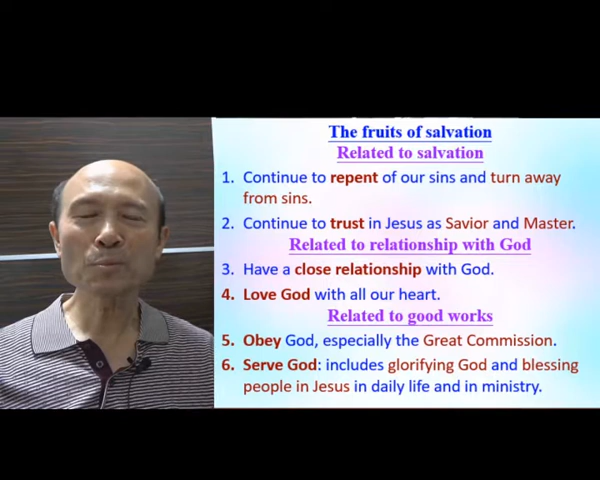 The fruits of salvation
Related to salvation
1. Continue to repent of our sins and turn away
from sins.
2. Continue to trust in Jesus as Savior and Master.
Related to relationship with God
3. Have a close relationship with God.
4. Love God with all our heart.
Related to good works
5. Obey God, especially the Great Commission.
6. Serve God: includes glorifying God and blessing
people in Jesus in daily life and in ministry.